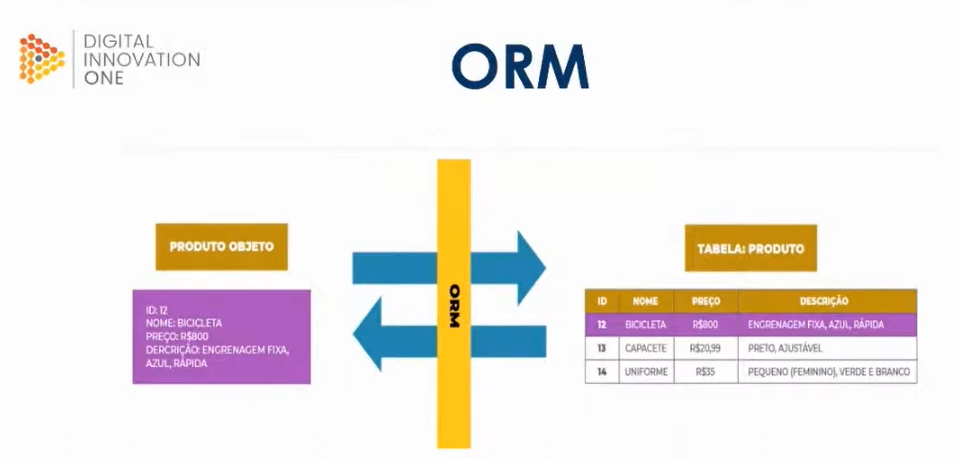 DIGITAL
INNOVATION
ONE
ORM
PRODUTO OBJETO
ID: 12
NOME: BICICLETA
PREÇO: R$800
DERCRIÇÃO: ENGRENAGEM FIXA,
AZUL, RÁPIDA
ORM
TABELA: PRODUTO
ID NOME PREÇO DESCRIÇÃO
12 BICICLETA R$800 ENGRENAGEM FIXA, AZUL, RÁPIDA
13 CAPACETE R$20,99 PRETO, AJUSTÁVEL
14 UNIFORME R$35 PEQUENO (FEMININO), VERDE E BRANCO